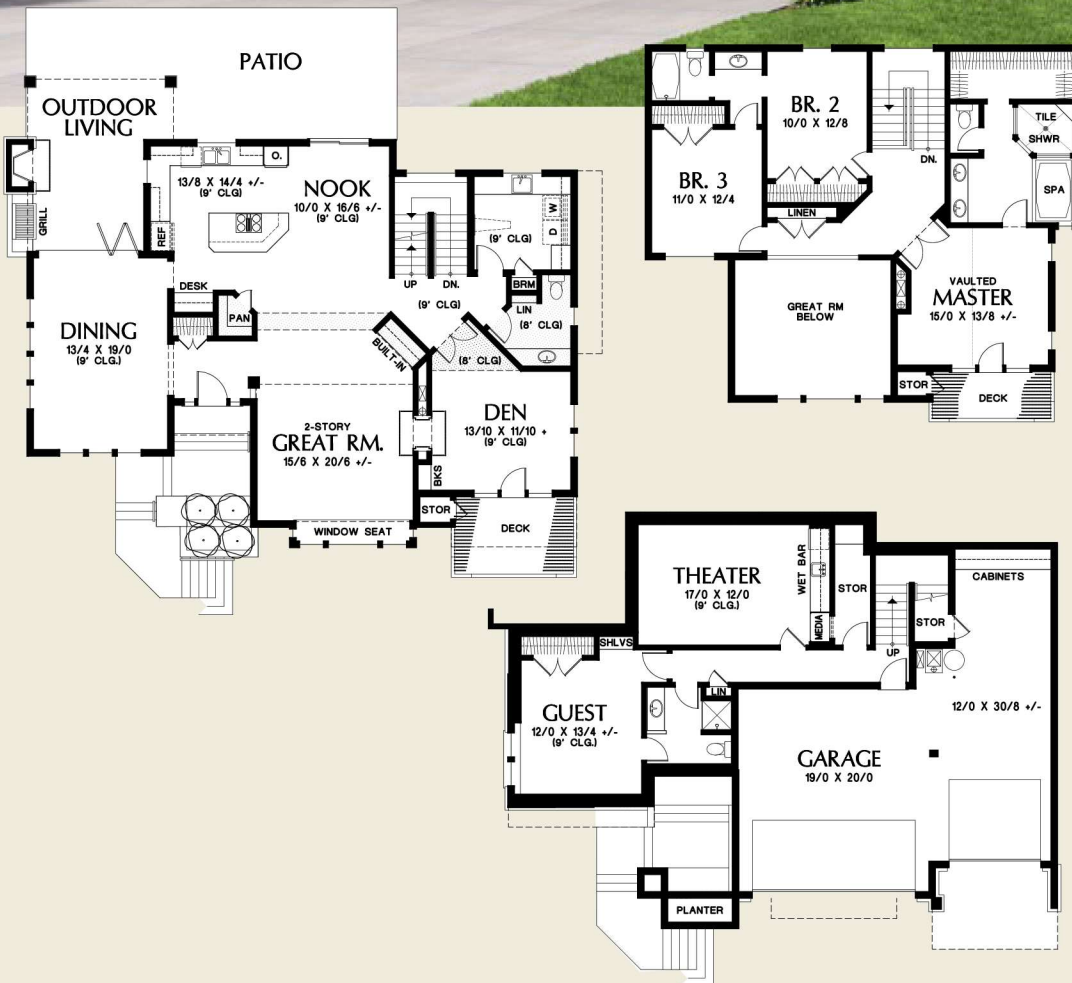 PATIO
OUTDOOR
LIVING
GRILL
13/8 X 14/4 +/-
(9' CLG)
O.
NOOK
10/0 X 16/6 +/-
(9' CLG)
REF
DESK
PAN
UP
DN.
(9' CLG)
(9' CLG)
W
D
BRM
LIN
(8' CLG)
(8' CLG)
BUILT-IN
DINING
13/4 X 19/0
(9' CLG.)
2-STORY
GREAT RM.
15/6 X 20/6 +/-
WINDOW SEAT
DEN
13/10 X 11/10 +
(9' CLG)
BKS
STOR
DECK
BR. 2
10/0 X 12/8
BR. 3
11/0 X 12/4
LINEN
DN.
TILE
SHWR
SPA
GREAT RM
BELOW
VAULTED
MASTER
15/0 X 13/8 +/-
STOR
DECK
THEATER
17/0 X 12/0
(9' CLG.)
WET BAR
MEDIA
STOR
UP
STOR
CABINETS
SHLVS
LIN
GUEST
12/0 X 13/4 +/-
(9' CLG.)
12/0 X 30/8 +/-
GARAGE
19/0 X 20/0
PLANTER